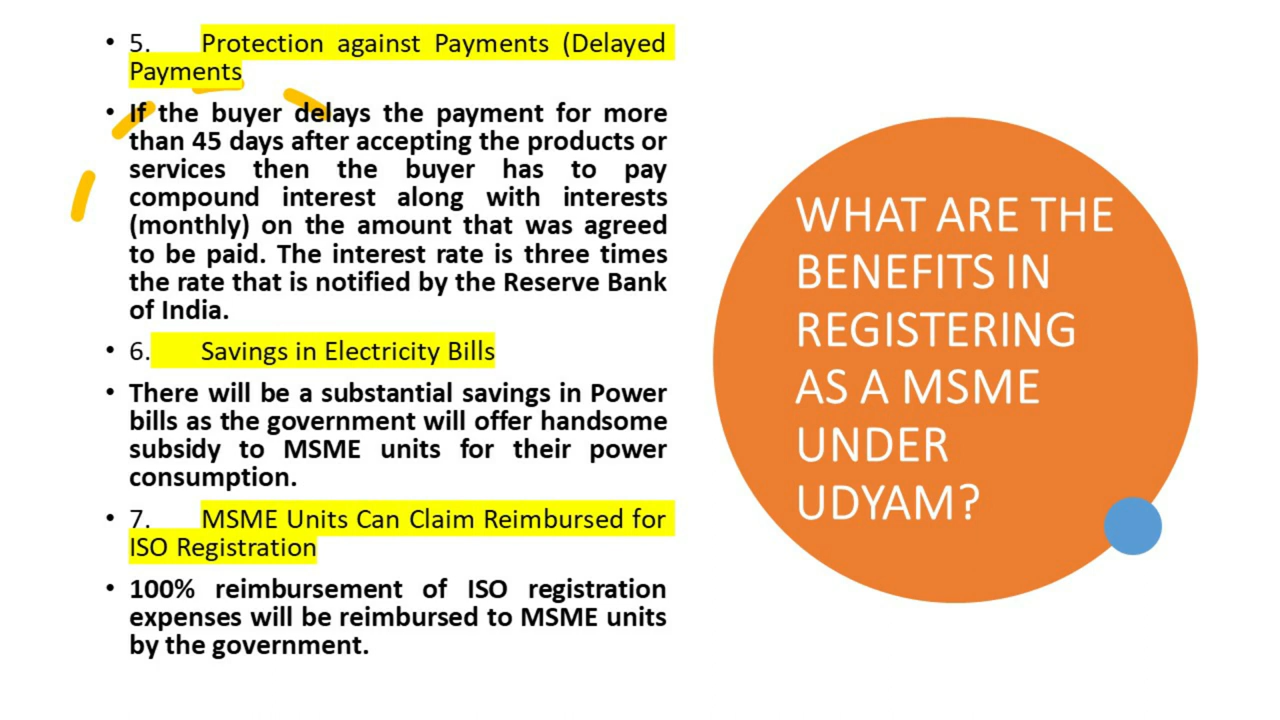 • 5. Protection against Payments (Delayed
Payments
• If the buyer delays the payment for more
than 45 days after accepting the products or
services then the buyer has to pay
compound interest along with interests
(monthly) on the amount that was agreed
to be paid. The interest rate is three times
the rate that is notified by the Reserve Bank
of India.
• 6. Savings in Electricity Bills
• There will be a substantial savings in Power
bills as the government will offer handsome
subsidy to MSME units for their power
consumption.
• 7. MSME Units Can Claim Reimbursed for
ISO Registration
• 100% reimbursement of ISO registration
expenses will be reimbursed to MSME units
by the government.
WHAT ARE THE
BENEFITS IN
REGISTERING
AS A MSME
UNDER
UDYAM?